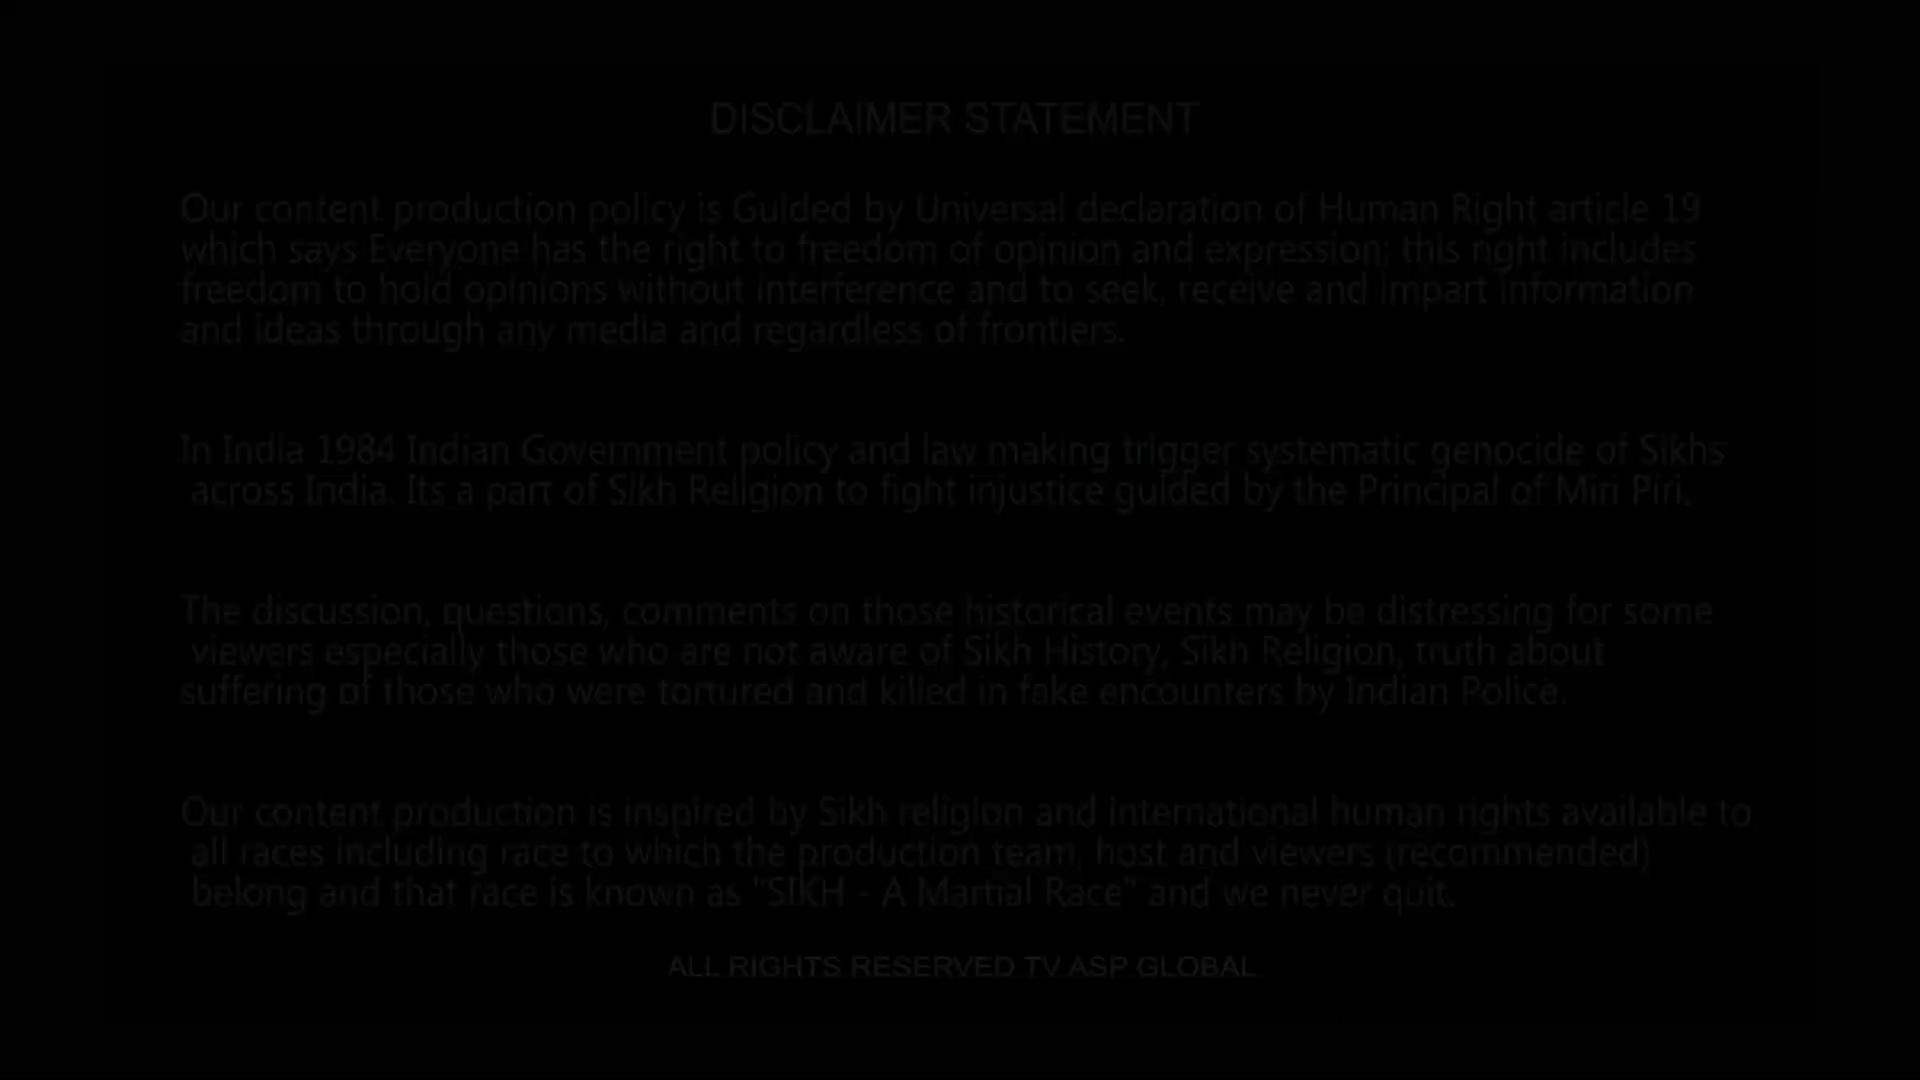 DISCLAIMER STATEMENT
Our content production policy is Guided by Universal declaration of Human Right article 19
which says Everyone has the right to freedom of opinion and expression; this right includes
freedom to hold opinions without interference and to seek, receive and impart information
and ideas through any media and regardless of frontiers.
In India 1984 Indian Government policy and law making trigger systematic genocide of Sikhs
across India. Its a part of Sikh Religion to fight injustice guided by the Principal of Miri Piri.
The discussion, questions, comments on those historical events may be distressing for some
viewers especially those who are not aware of Sikh History, Sikh Religion, truth about
suffering of those who were tortured and killed in fake encounters by Indian Police.
Our content production is inspired by Sikh religion and international human rights available to
all races including race to which the production team, host and viewers (recommended)
belong and that race is known as "SIKH - A Martial Race" and we never quit.
ALL RIGHTS RESERVED TV ASP GLOBAL